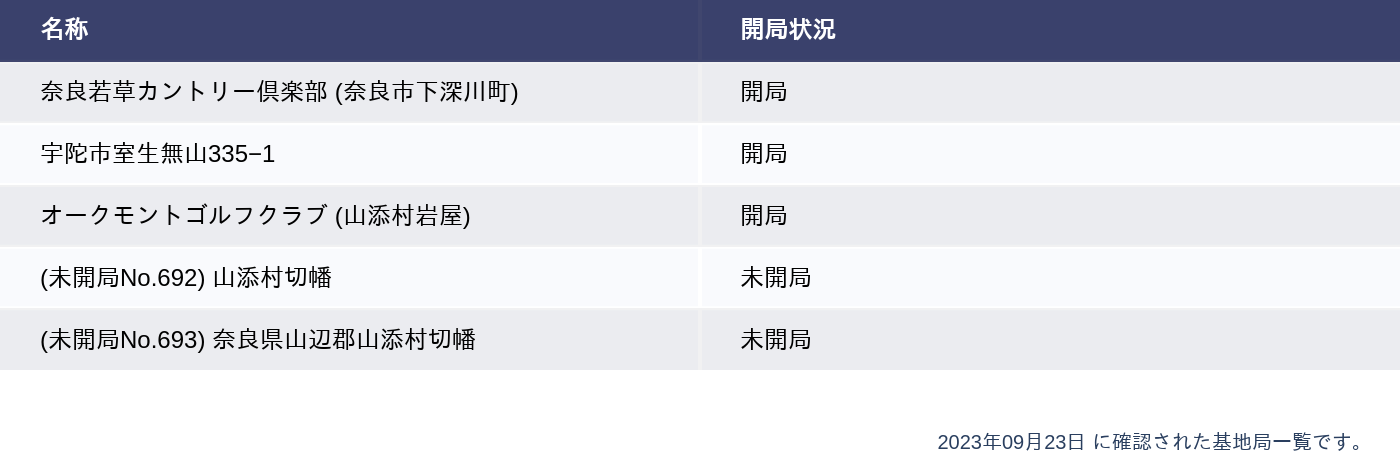 名称 開局状況
奈良若草カントリー倶楽部 (奈良市下深川町) 開局
宇陀市室生無山335−1 開局
オークモントゴルフクラブ (山添村岩屋) 開局
(未開局No.692) 山添村切幡 未開局
(未開局No.693) 奈良県山辺郡山添村切幡 未開局
2023年09月23日 に確認された基地局一覧です。